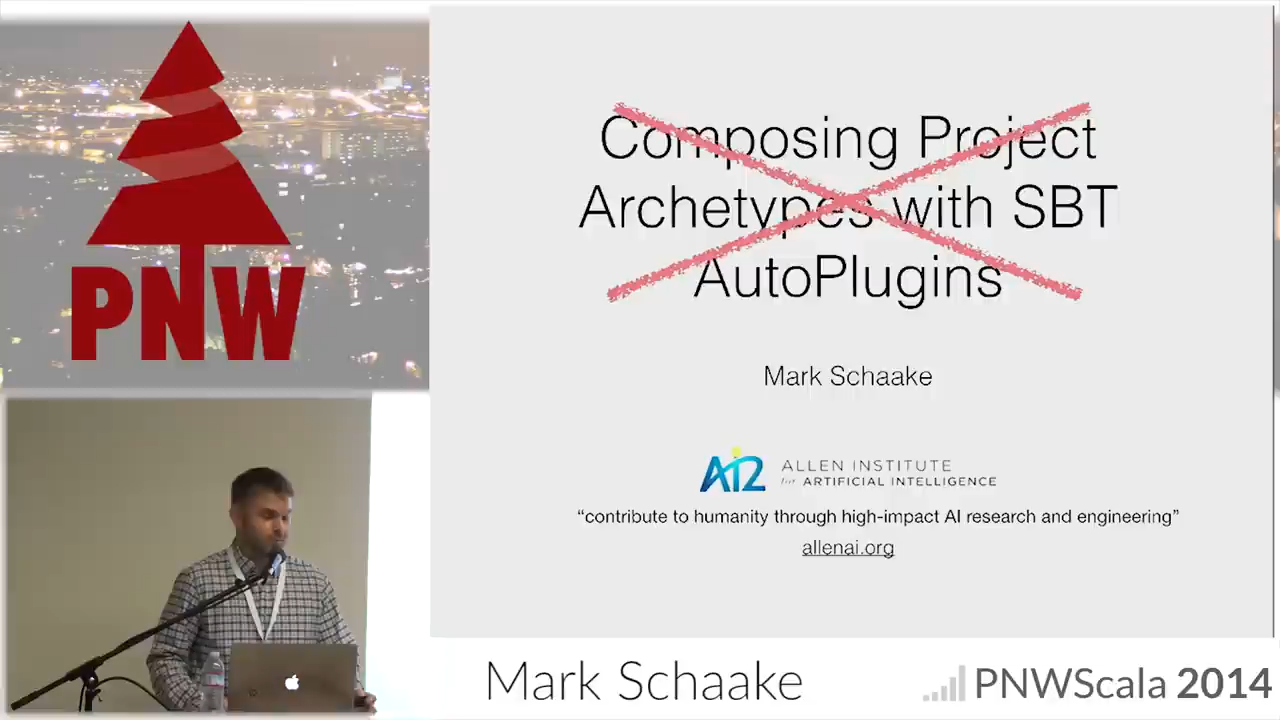 PNW
Composing Project
Archetypes with SBT
AutoPlugins
Mark Schaake
Ai2 ALLEN INSTITUTE
for ARTIFICIAL INTELLIGENCE
“contribute to humanity through high-impact AI research and engineering”
allenai.org
Mark Schaake
PNWScala 2014